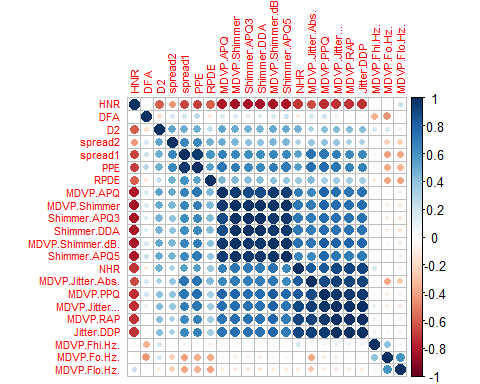 HNR
DFA
D2
spread2
spread1
PPE
RPDE
MDVP.APQ
MDVP.Shimmer
Shimmer.APQ3
Shimmer.DDA
MDVP.Shimmer.dB.
Shimmer.APQ5
NHR
MDVP.Jitter.Abs.
MDVP.PPQ
MDVP.Jitter...
MDVP.RAP
Jitter.DDP
MDVP.Fhi.Hz.
MDVP.Fo.Hz.
MDVP.Flo.Hz.
HNR
DFA
D2
spread2
spread1
PPE
RPDE
MDVP.APQ
MDVP.Shimmer
Shimmer.APQ3
Shimmer.DDA
MDVP.Shimmer.dB.
Shimmer.APQ5
NHR
MDVP.Jitter.Abs.
MDVP.PPQ
MDVP.Jitter...
MDVP.RAP
Jitter.DDP
MDVP.Fhi.Hz.
MDVP.Fo.Hz.
MDVP.Flo.Hz.
1
0.8
0.6
0.4
0.2
0
-0.2
-0.4
-0.6
-0.8
-1